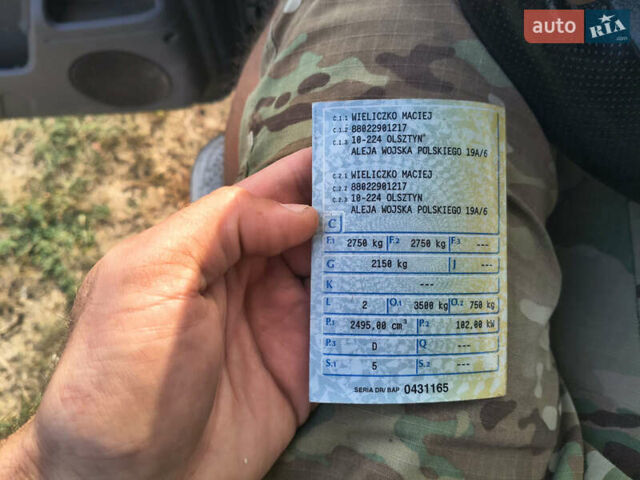 auto RIA .com
C.1.1 WIELICZKO MACIEJ
C.1.2 88022901217
C.1.3 10-224 OLSZTYN
ALEJA WOJSKA POLSKIEGO 19A/6
C.2.1 WIELICZKO MACIEJ
C.2.2 88022901217
C.2.3 10-224 OLSZTYN
ALEJA WOJSKA POLSKIEGO 19A/6
C
F.1 2750 kg F.2 2750 kg F.3 ---
G 2150 kg J ---
K ---
L 2 O.1 3500 kg O.2 750 kg
P.1 2495,00 cm³ P.2 102,00 kW
P.3 D Q ---
S.1 5 S.2 ---
SERIA DR/BAP 0431165